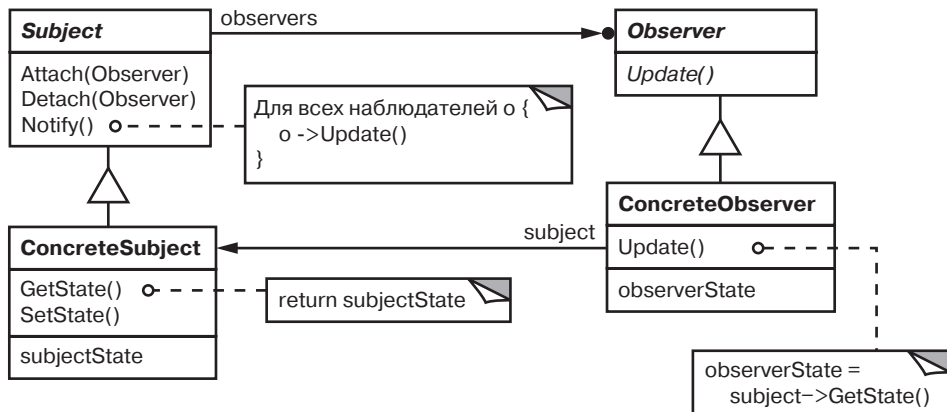 Subject
observers
Observer
Attach(Observer)
Detach(Observer)
Notify()
Update()
Для всех наблюдателей o {
o ->Update()
}
ConcreteObserver
subject
Update()
observerState
ConcreteSubject
GetState()
SetState()
return subjectState
subjectState
observerState =
subject->GetState()